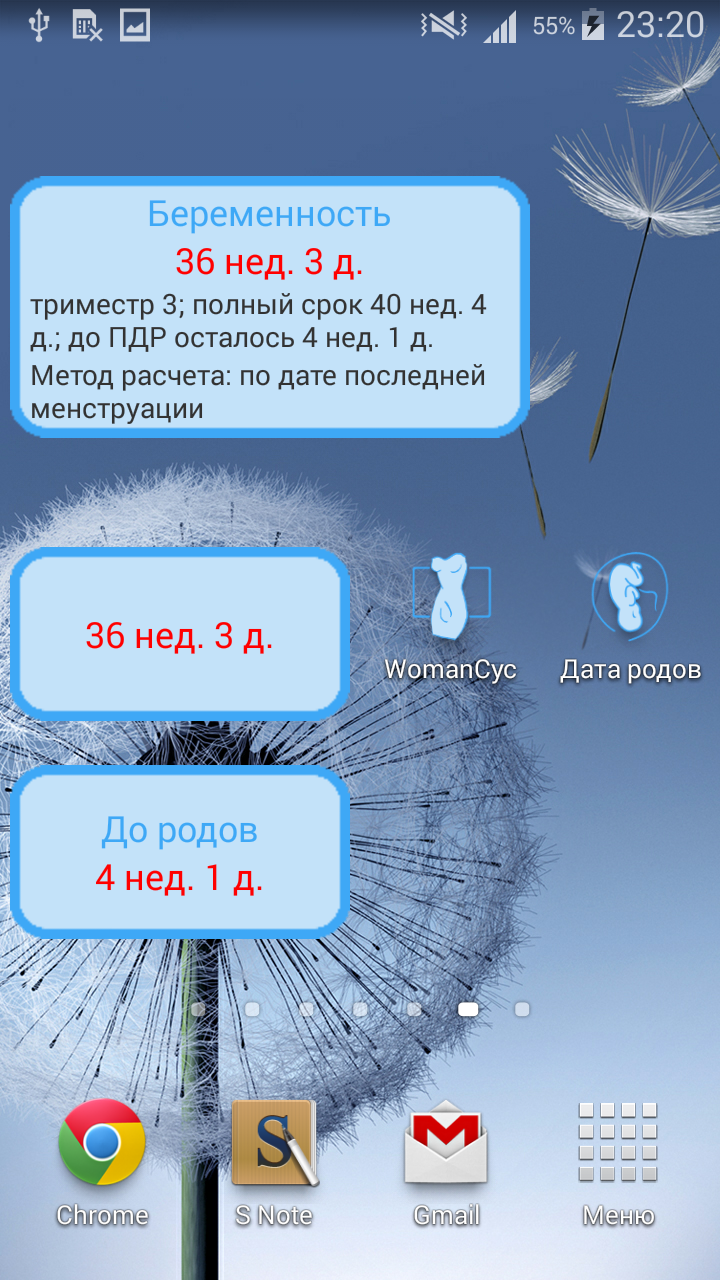 55% 23:20
Беременность
36 нед. 3 д.
триместр 3; полный срок 40 нед. 4
д.; до ПДР осталось 4 нед. 1 д.
Метод расчета: по дате последней
менструации
36 нед. 3 д.
WomanCyc Дата родов
До родов
4 нед. 1 д.
S
Chrome S Note Gmail Меню